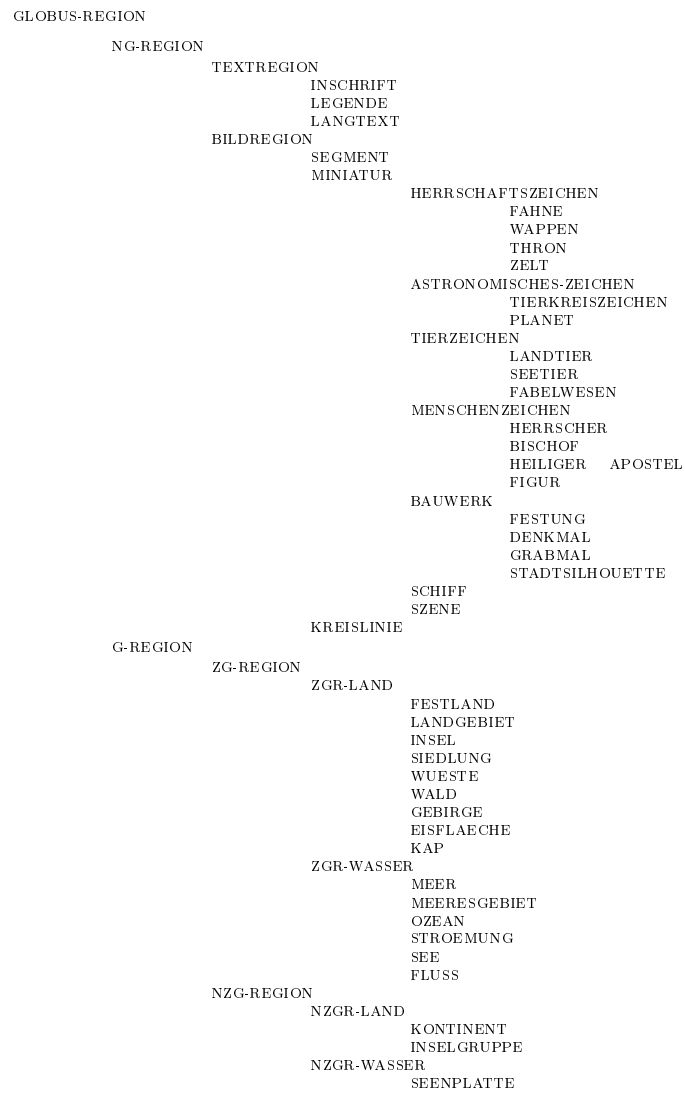 GLOBUS-REGION
NG-REGION
TEXTREGION
INSCHRIFT
LEGENDE
LANGTEXT
BILDREGION
SEGMENT
MINIATUR
HERRSCHAFTSZEICHEN
FAHNE
WAPPEN
THRON
ZELT
ASTRONOMISCHES-ZEICHEN
TIERKREISZEICHEN
PLANET
TIERZEICHEN
LANDTIER
SEETIER
FABELWESEN
MENSCHENZEICHEN
HERRSCHER
BISCHOF
HEILIGER APOSTEL
FIGUR
BAUWERK
FESTUNG
DENKMAL
GRABMAL
STADTSILHOUETTE
SCHIFF
SZENE
KREISLINIE
G-REGION
ZG-REGION
ZGR-LAND
FESTLAND
LANDGEBIET
INSEL
SIEDLUNG
WUESTE
WALD
GEBIRGE
EISFLAECHE
KAP
ZGR-WASSER
MEER
MEERESGEBIET
OZEAN
STROEMUNG
SEE
FLUSS
NZG-REGION
NZGR-LAND
KONTINENT
INSELGRUPPE
NZGR-WASSER
SEENPLATTE